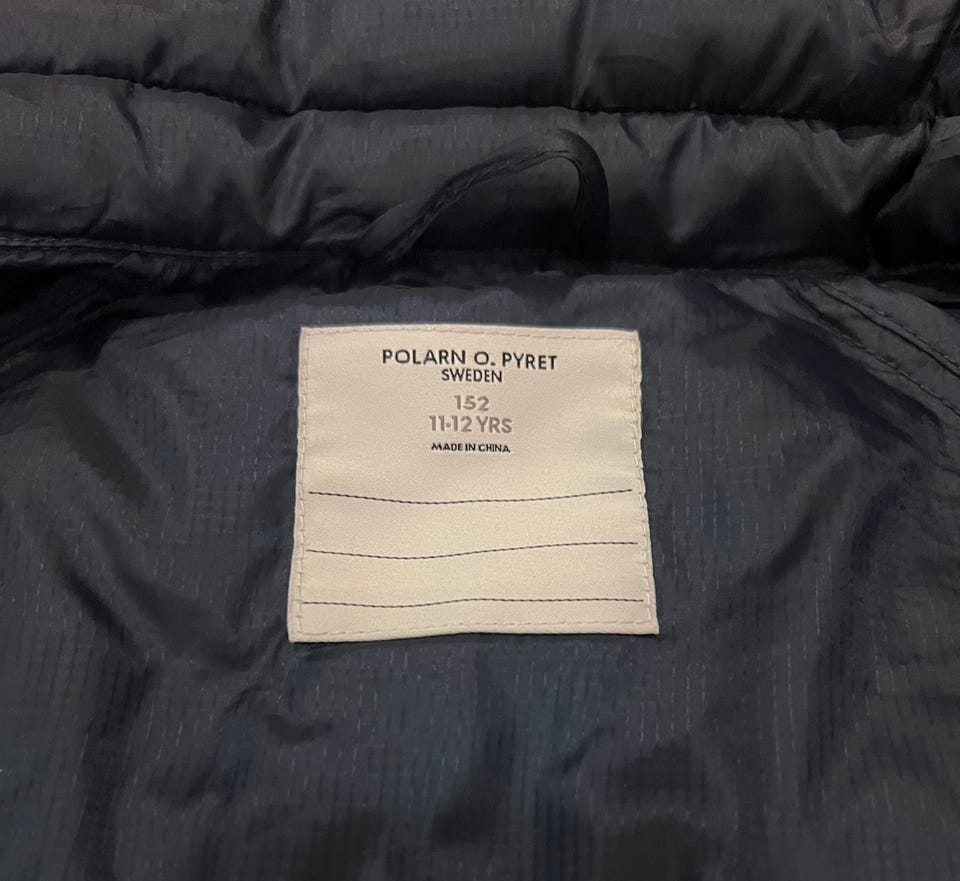 POLARN O. PYRET
SWEDEN
152
11-12 YRS
MADE IN CHINA